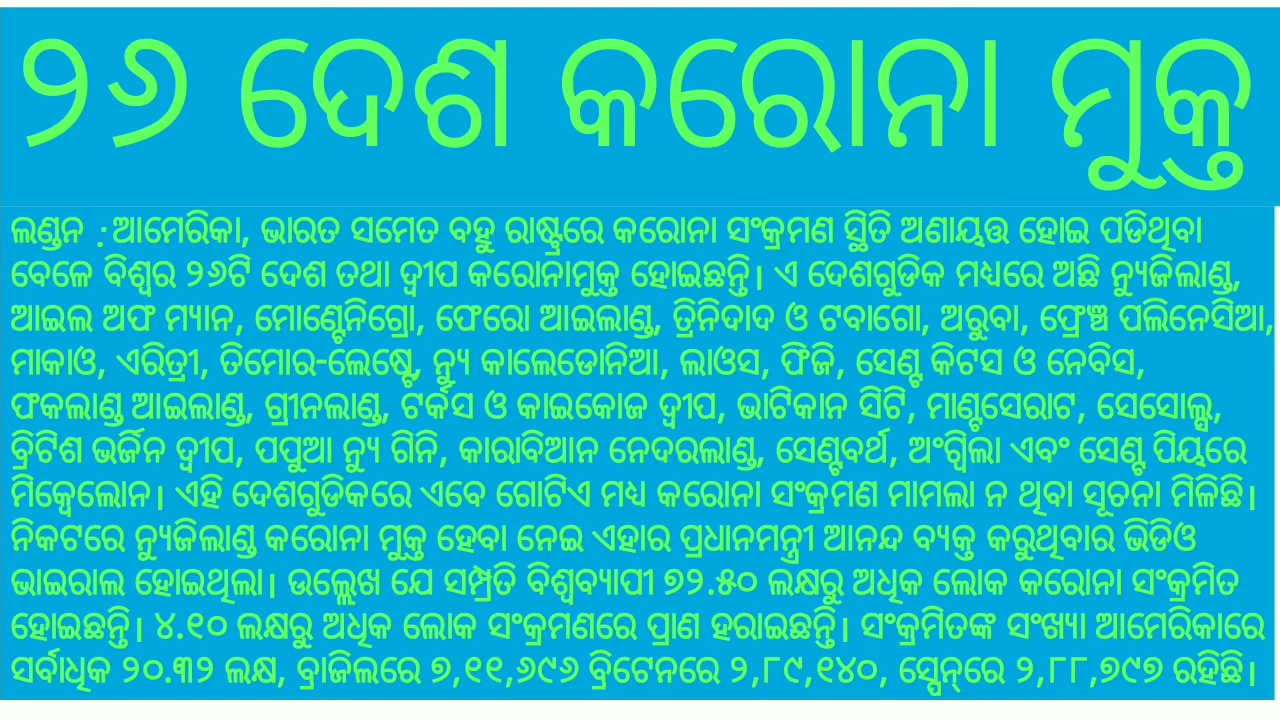 ୨୬ ଦେଶ କରୋନା ମୁକ୍ତ
ଲଣ୍ଡନ : ଆମେରିକା, ଭାରତ ସମେତ ବହୁ ରାଷ୍ଟ୍ରରେ କରୋନା ସଂକ୍ରମଣ ସ୍ଥିତି ଅଣାୟତ୍ତ ହୋଇ ପଡିଥିବା
ବେଳେ ବିଶ୍ୱର ୨୬ଟି ଦେଶ ତଥା ଦ୍ୱୀପ କରୋନାମୁକ୍ତ ହୋଇଛନ୍ତି। ଏ ଦେଶଗୁଡିକ ମଧ୍ୟରେ ଅଛି ନ୍ୟୁଜିଲାଣ୍ଡ,
ଆଇଲ ଅଫ ମ୍ୟାନ, ମୋଣ୍ଟେନିଗ୍ରୋ, ଫେରୋ ଆଇଲାଣ୍ଡ, ତ୍ରିନିଦାଦ ଓ ଟବାଗୋ, ଅରୁବା, ଫ୍ରେଞ୍ଚ ପଲିନେସିଆ,
ମାକାଓ, ଏରିତ୍ରୀ, ତିମୋର-ଲେଷ୍ଟେ, ନ୍ୟୁ କାଲେଡୋନିଆ, ଲାଓସ, ଫିଜି, ସେଣ୍ଟ କିଟସ ଓ ନେବିସ,
ଫକଲାଣ୍ଡ ଆଇଲାଣ୍ଡ, ଗ୍ରୀନଲାଣ୍ଡ, ଟର୍କସ ଓ କାଇକୋଜ ଦ୍ୱୀପ, ଭାଟିକାନ ସିଟି, ମାଣ୍ଟସେରାଟ, ସେସୋଲ୍ସ,
ବ୍ରିଟିଶ ଭର୍ଜିନ ଦ୍ୱୀପ, ପପୁଆ ନ୍ୟୁ ଗିନି, କାରାବିଆନ ନେଦରଲାଣ୍ଡ, ସେଣ୍ଟବର୍ଥ, ଅଂଗ୍ୱିଲା ଏବଂ ସେଣ୍ଟ ପିୟରେ
ମିକ୍ୱେଲୋନ। ଏହି ଦେଶଗୁଡିକରେ ଏବେ ଗୋଟିଏ ମଧ୍ୟ କରୋନା ସଂକ୍ରମଣ ମାମଲା ନ ଥିବା ସୂଚନା ମିଳିଛି।
ନିକଟରେ ନ୍ୟୁଜିଲାଣ୍ଡ କରୋନା ମୁକ୍ତ ହେବା ନେଇ ଏହାର ପ୍ରଧାନମନ୍ତ୍ରୀ ଆନନ୍ଦ ବ୍ୟକ୍ତ କରୁଥିବାର ଭିଡିଓ
ଭାଇରାଲ ହୋଇଥିଲା। ଉଲ୍ଲେଖ ଯେ ସମ୍ପ୍ରତି ବିଶ୍ୱବ୍ୟାପୀ ୭୨.୫୦ ଲକ୍ଷରୁ ଅଧିକ ଲୋକ କରୋନା ସଂକ୍ରମିତ
ହୋଇଛନ୍ତି। ୪.୧୦ ଲକ୍ଷରୁ ଅଧିକ ଲୋକ ସଂକ୍ରମଣରେ ପ୍ରାଣ ହରାଇଛନ୍ତି। ସଂକ୍ରମିତଙ୍କ ସଂଖ୍ୟା ଆମେରିକାରେ
ସର୍ବାଧିକ ୨୦.୩୨ ଲକ୍ଷ, ବ୍ରାଜିଲରେ ୭,୧୧,୬୯୬ ବ୍ରିଟେନରେ ୨,୮୯,୧୪୦, ସ୍ପେନ୍‌ରେ ୨,୮୮,୭୯୭ ରହିଛି।